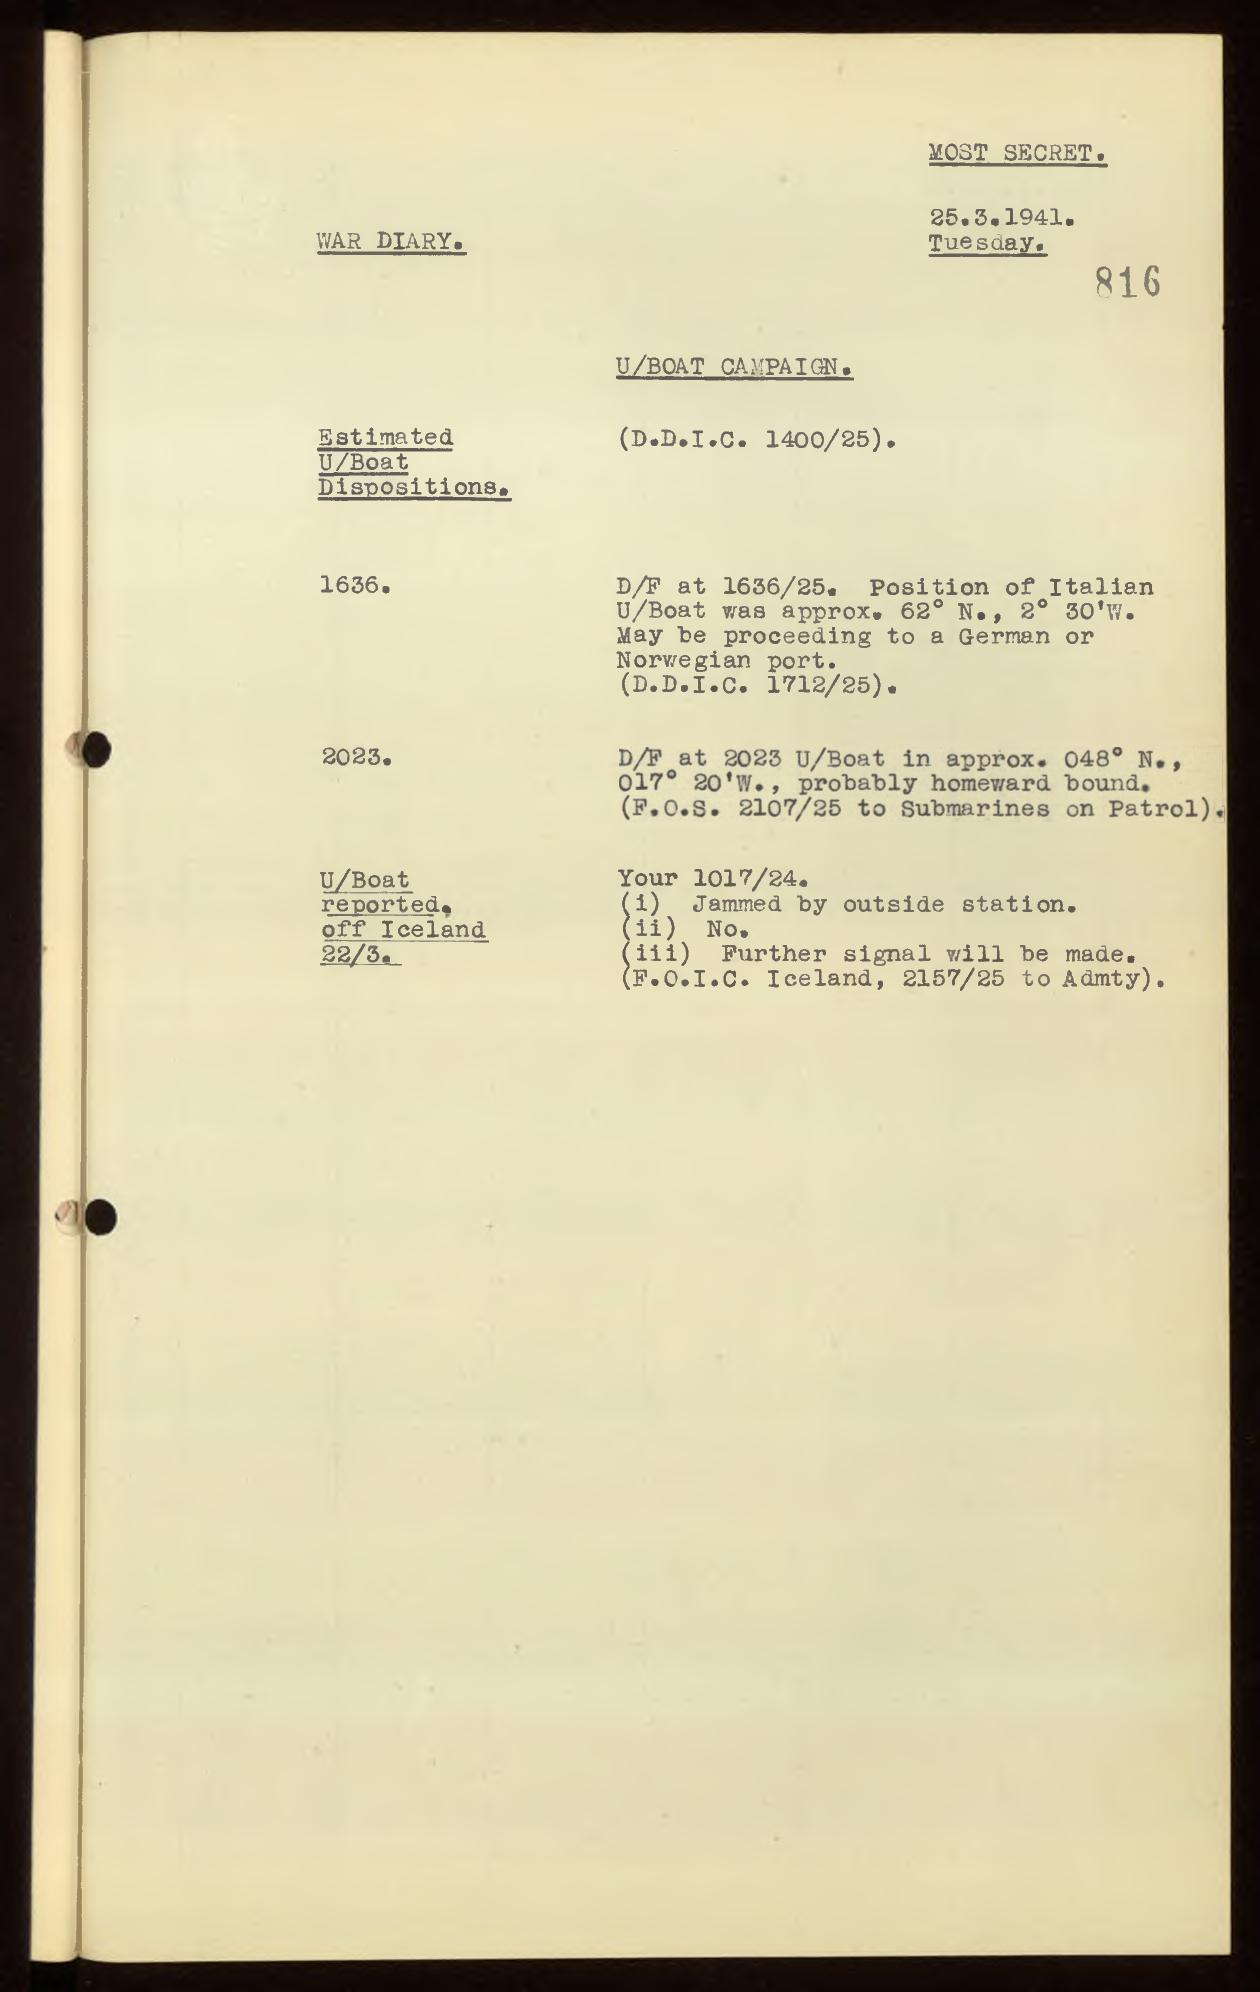 MOST SECRET.
25.3.1941.
Tuesday.
WAR DIARY.
816
U/BOAT CAMPAIGN.
Estimated
U/Boat
Dispositions.
(D.D.I.C. 1400/25).
1636.
D/F at 1636/25. Position of Italian
U/Boat was approx. 62° N., 2° 30'W.
May be proceeding to a German or
Norwegian port.
(D.D.I.C. 1712/25).
2023.
D/F at 2023 U/Boat in approx. 048° N.,
017° 20'W., probably homeward bound.
(F.O.S. 2107/25 to Submarines on Patrol).
U/Boat
reported.
off Iceland
22/3.
Your 1017/24.
(i) Jammed by outside station.
(ii) No.
(iii) Further signal will be made.
(F.O.I.C. Iceland, 2157/25 to Admty).